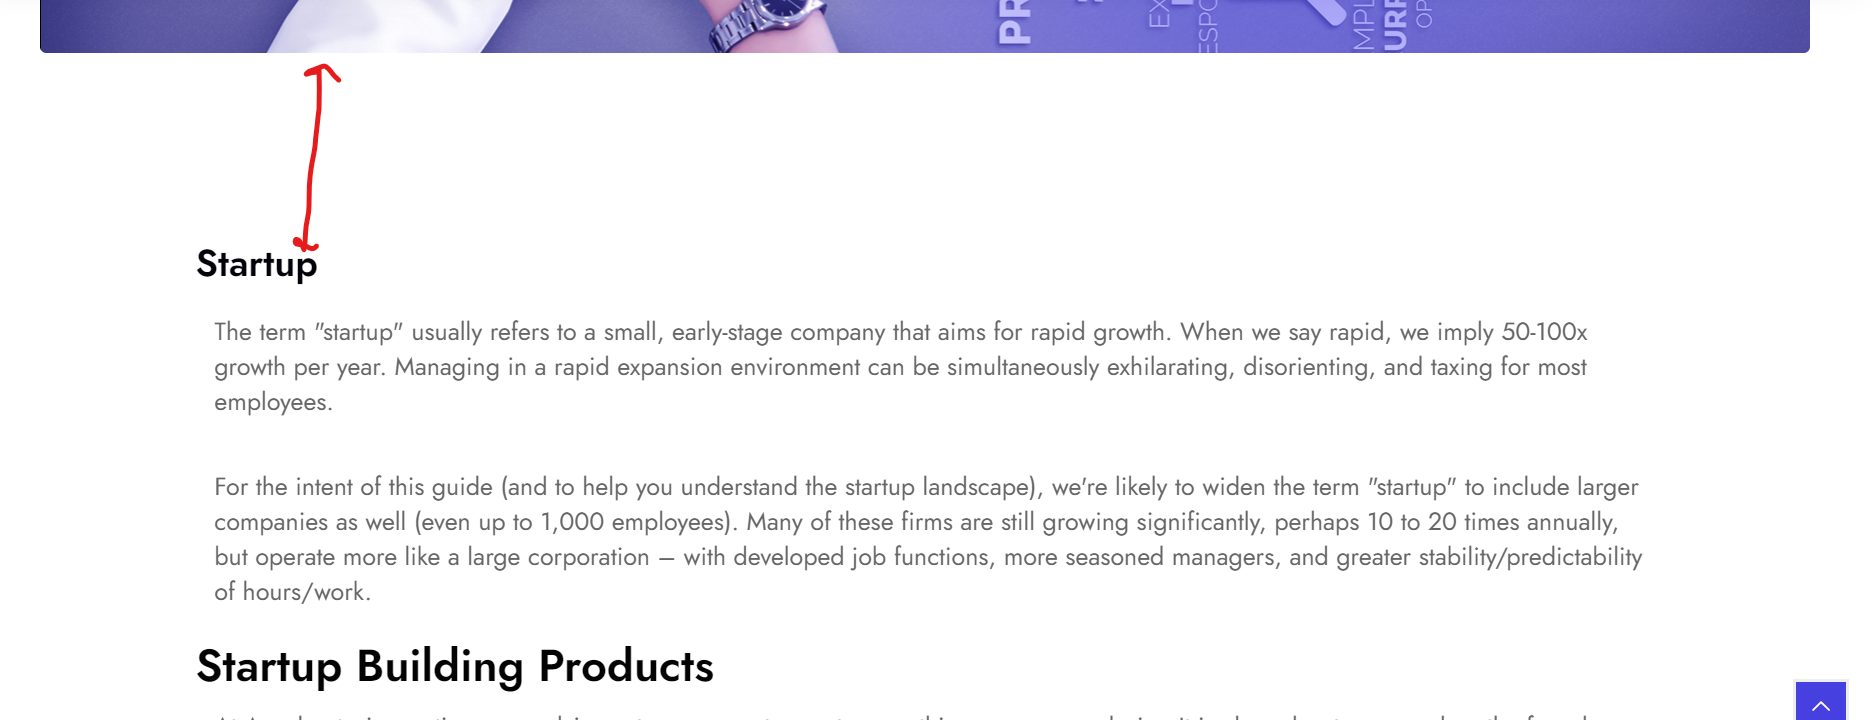 PR
EX
ESPO
MPL
URR
OP
Startup
The term "startup" usually refers to a small, early-stage company that aims for rapid growth. When we say rapid, we imply 50-100x
growth per year. Managing in a rapid expansion environment can be simultaneously exhilarating, disorienting, and taxing for most
employees.
For the intent of this guide (and to help you understand the startup landscape), we're likely to widen the term "startup" to include larger
companies as well (even up to 1,000 employees). Many of these firms are still growing significantly, perhaps 10 to 20 times annually,
but operate more like a large corporation – with developed job functions, more seasoned managers, and greater stability/predictability
of hours/work.
Startup Building Products